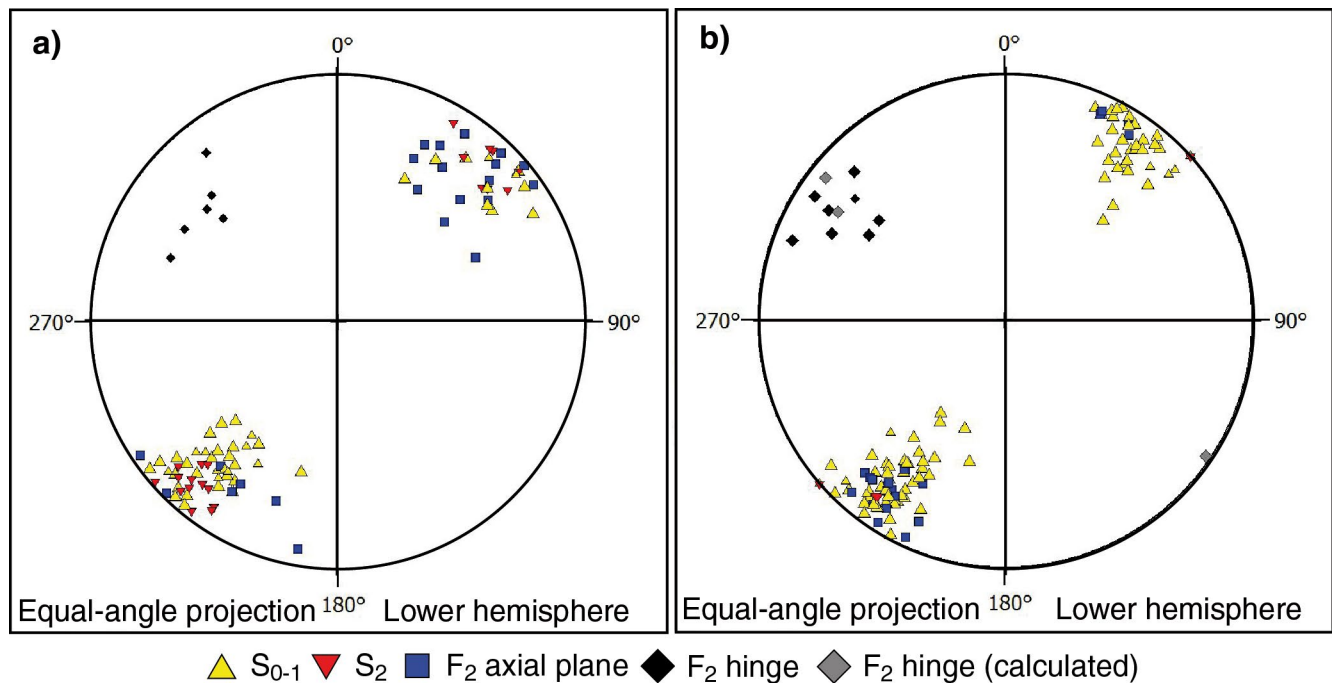 a)
0°
270°
90°
Equal-angle projection 180° Lower hemisphere
b)
0°
270°
90°
Equal-angle projection 180° Lower hemisphere
S0-1 S2 F2 axial plane F2 hinge F2 hinge (calculated)